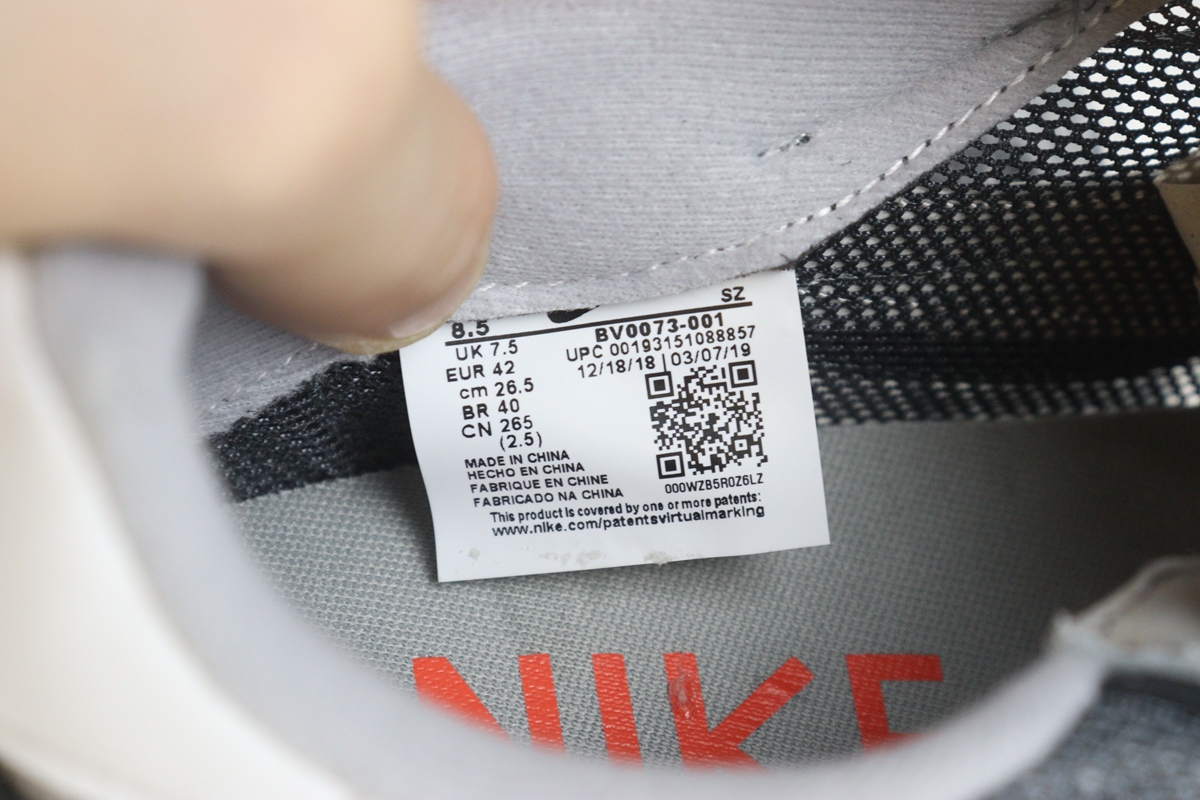 SZ
8.5
BV0073-001
UK 7.5
UPC 00193151088857
EUR 42
12/18/18 | 03/07/19
cm 26.5
BR 40
CN 265
(2.5)
MADE IN CHINA
HECHO EN CHINA
FABRIQUE EN CHINE
FABRICADO NA CHINA
000WZB5R0Z6LZ
This product is covered by one or more patents:
www.nike.com/patentsvirtualmarking
NIKE